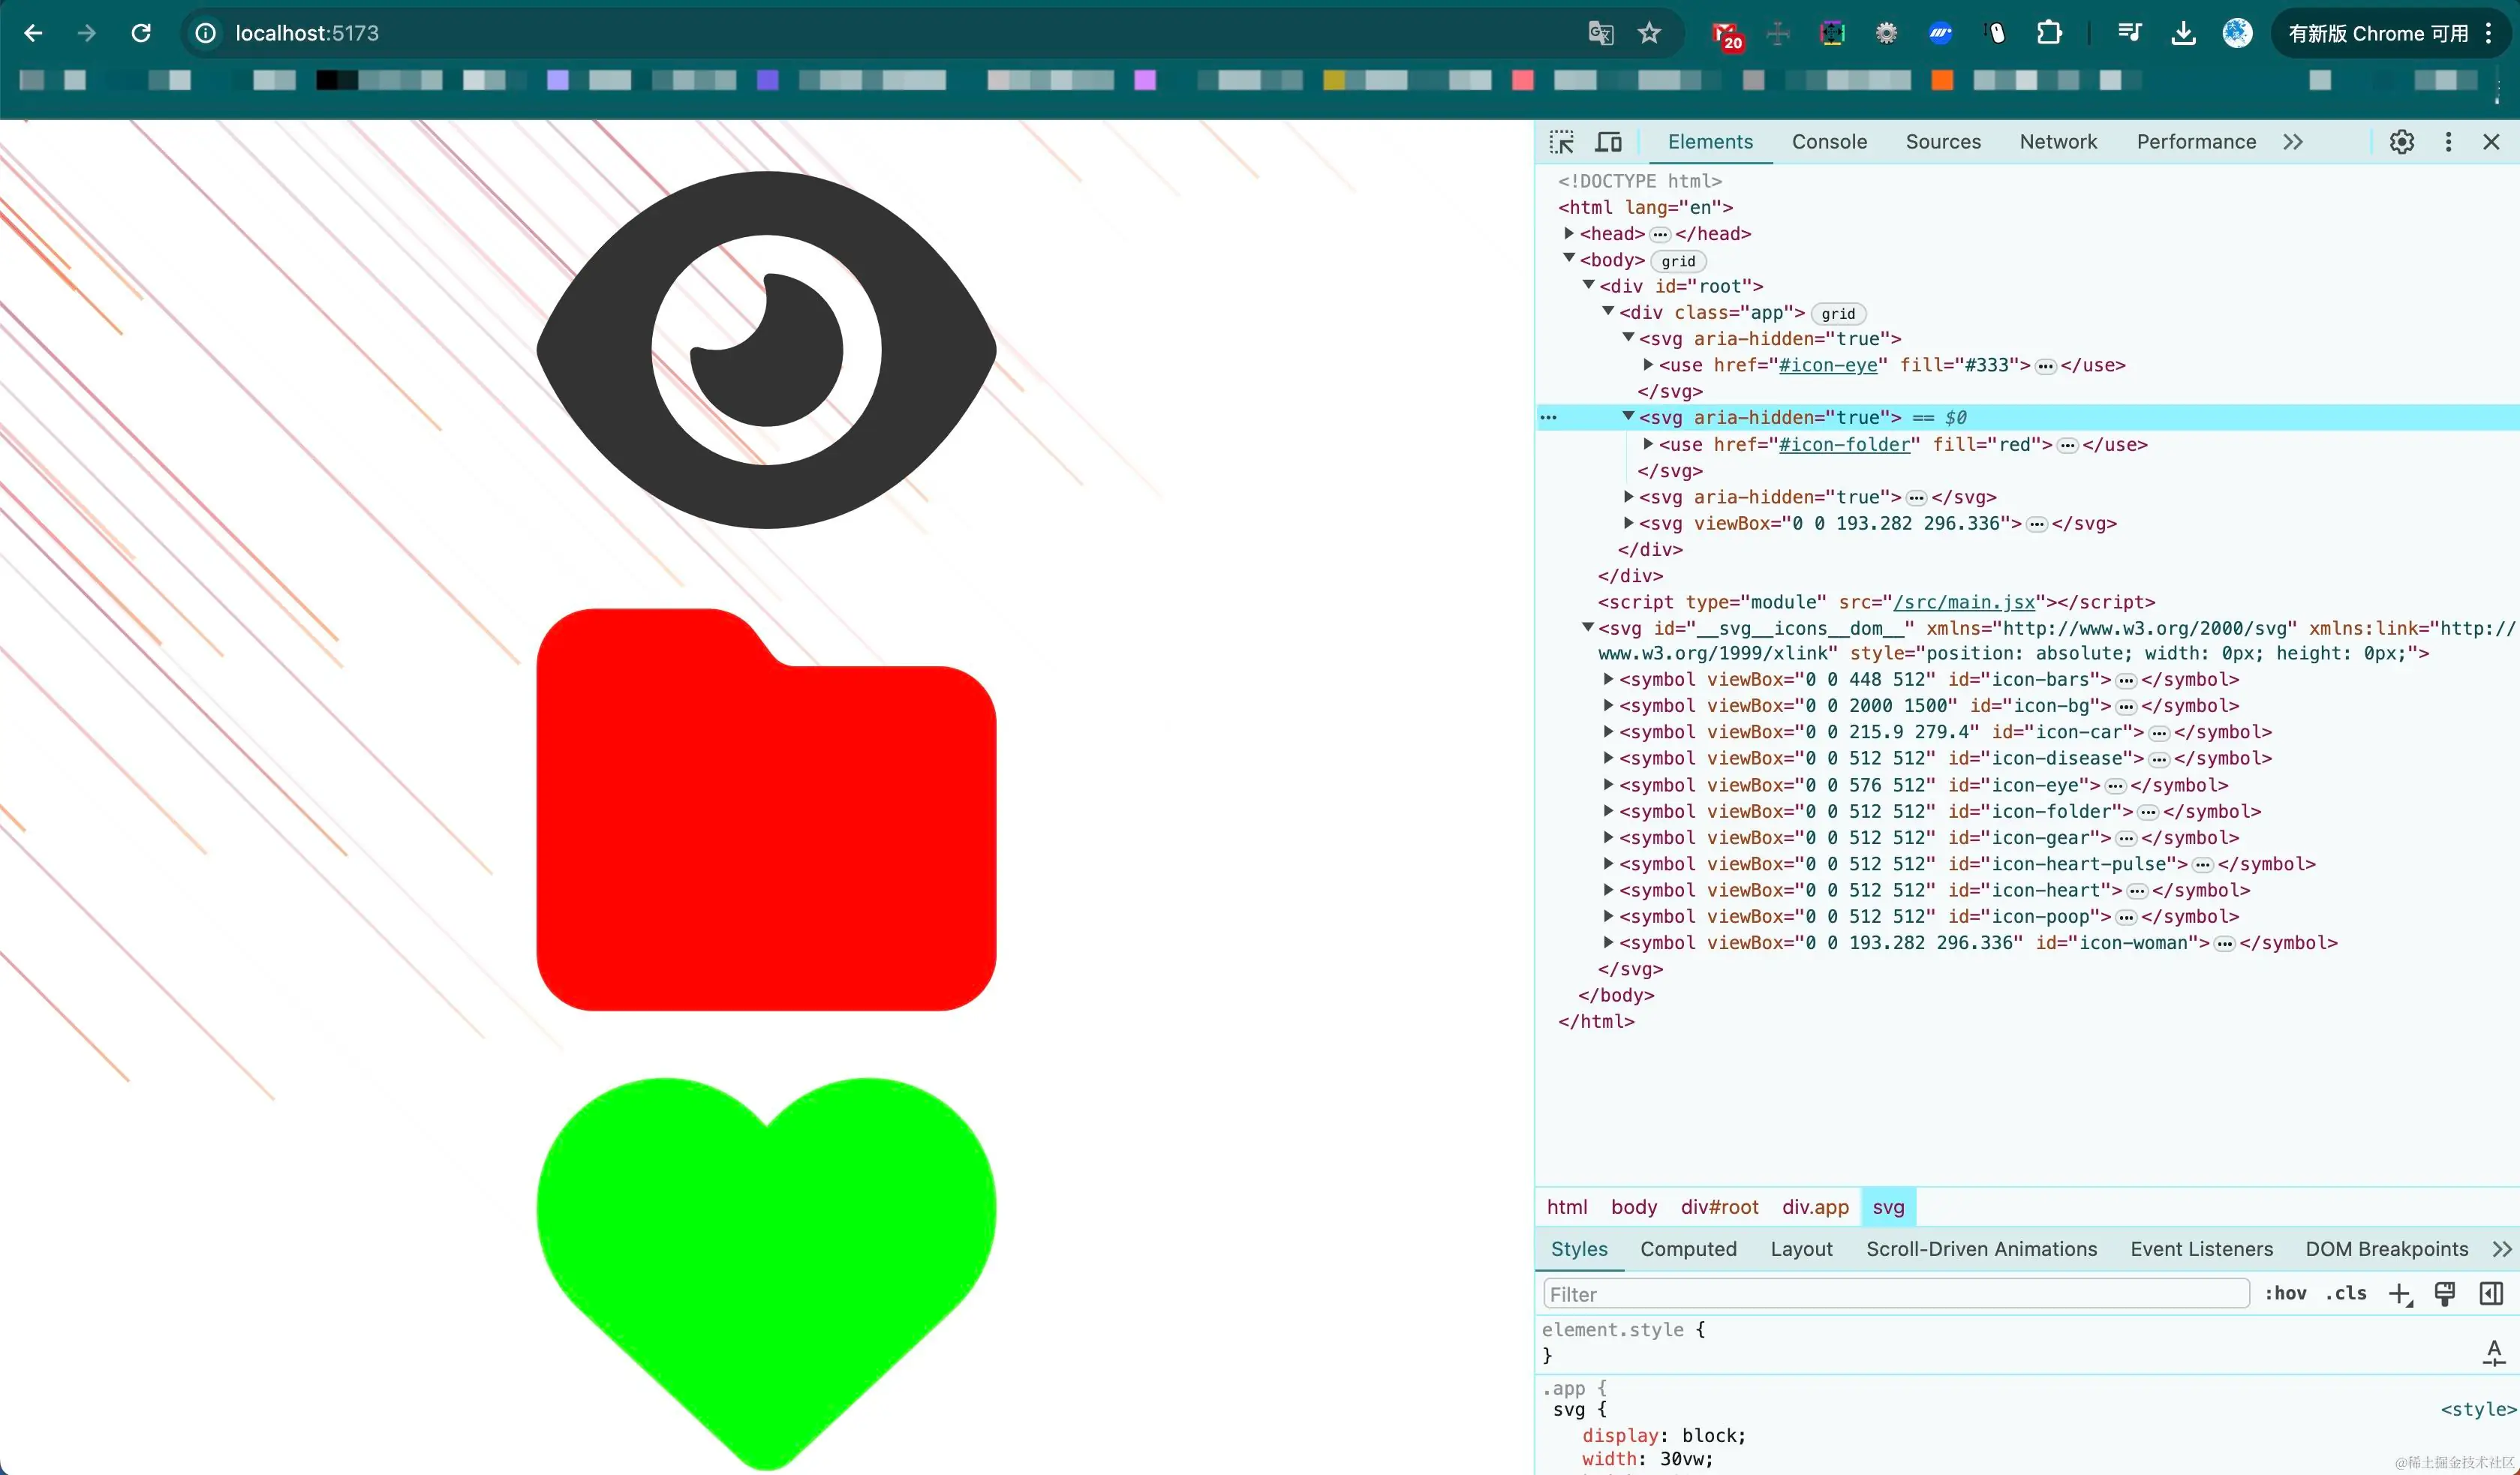 localhost:5173
20
有新版 Chrome 可用
Elements Console Sources Network Performance
<!DOCTYPE html>
<html lang="en">
<head> ••• </head>
<body> grid
<div id="root">
<div class="app"> grid
<svg aria-hidden="true">
<use href="#icon-eye" fill="#333"> ••• </use>
</svg>
••• <svg aria-hidden="true"> == $0
<use href="#icon-folder" fill="red"> ••• </use>
</svg>
<svg aria-hidden="true"> ••• </svg>
<svg viewBox="0 0 193.282 296.336"> ••• </svg>
</div>
</div>
<script type="module" src="/src/main.jsx"></script>
<svg id="__svg__icons__dom__" xmlns="http://www.w3.org/2000/svg" xmlns:link="http://
www.w3.org/1999/xlink" style="position: absolute; width: 0px; height: 0px;">
<symbol viewBox="0 0 448 512" id="icon-bars"> ••• </symbol>
<symbol viewBox="0 0 2000 1500" id="icon-bg"> ••• </symbol>
<symbol viewBox="0 0 215.9 279.4" id="icon-car"> ••• </symbol>
<symbol viewBox="0 0 512 512" id="icon-disease"> ••• </symbol>
<symbol viewBox="0 0 576 512" id="icon-eye"> ••• </symbol>
<symbol viewBox="0 0 512 512" id="icon-folder"> ••• </symbol>
<symbol viewBox="0 0 512 512" id="icon-gear"> ••• </symbol>
<symbol viewBox="0 0 512 512" id="icon-heart-pulse"> ••• </symbol>
<symbol viewBox="0 0 512 512" id="icon-heart"> ••• </symbol>
<symbol viewBox="0 0 512 512" id="icon-poop"> ••• </symbol>
<symbol viewBox="0 0 193.282 296.336" id="icon-woman"> ••• </symbol>
</svg>
</body>
</html>
html body div#root div.app svg
Styles Computed Layout Scroll-Driven Animations Event Listeners DOM Breakpoints
Filter :hov .cls
element.style {
}
.app {
svg { <style>
display: block;
width: 30vw;
@稀土掘金技术社区